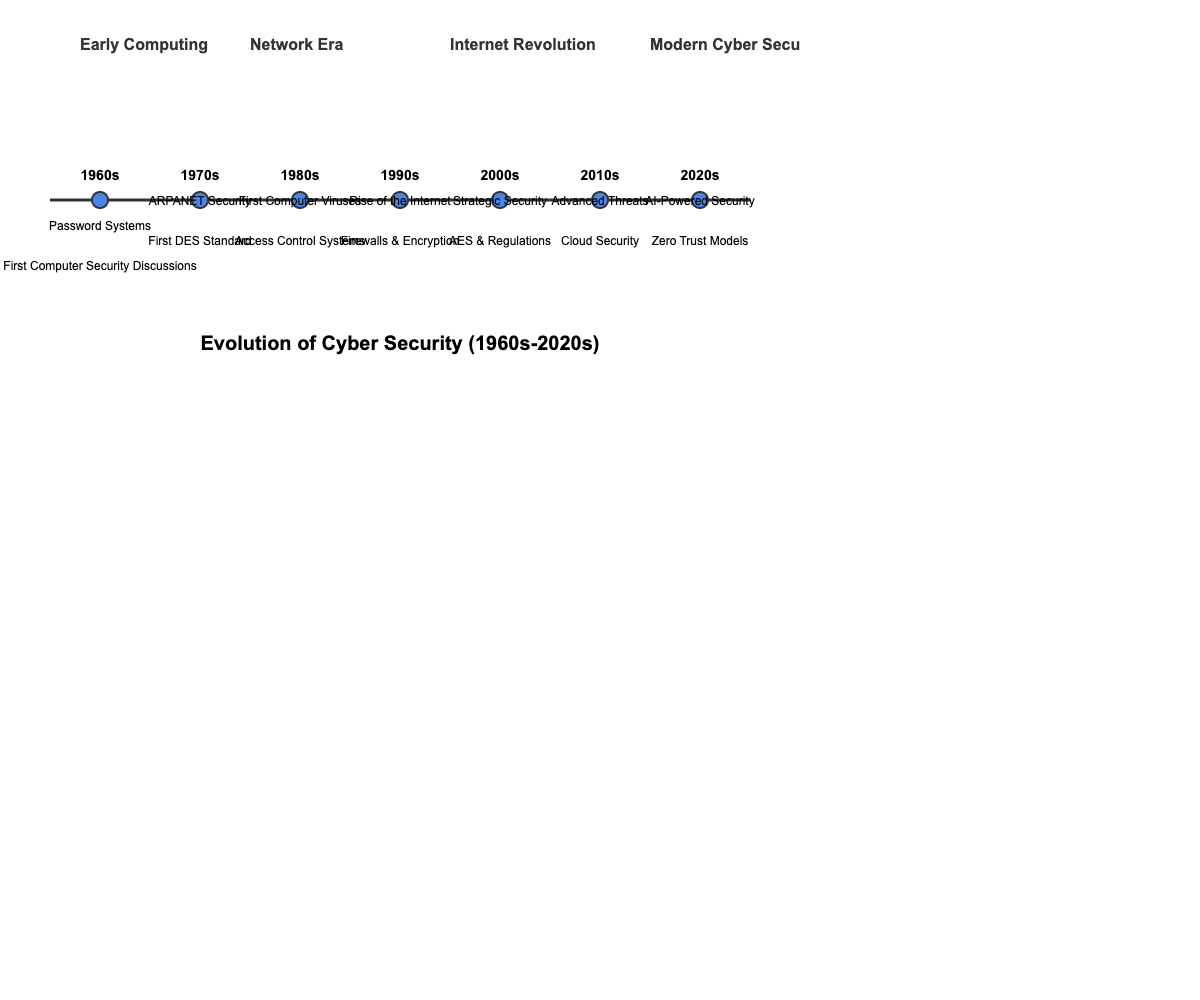 Early Computing
Network Era
Internet Revolution
Modern Cyber Secu
1960s
1970s
1980s
1990s
2000s
2010s
2020s
ARPANET Security
First Computer Viruses
Rise of the Internet
Strategic Security
Advanced Threats
AI-Powered Security
Password Systems
First DES Standard
Access Control Systems
Firewalls & Encryption
AES & Regulations
Cloud Security
Zero Trust Models
First Computer Security Discussions
Evolution of Cyber Security (1960s-2020s)